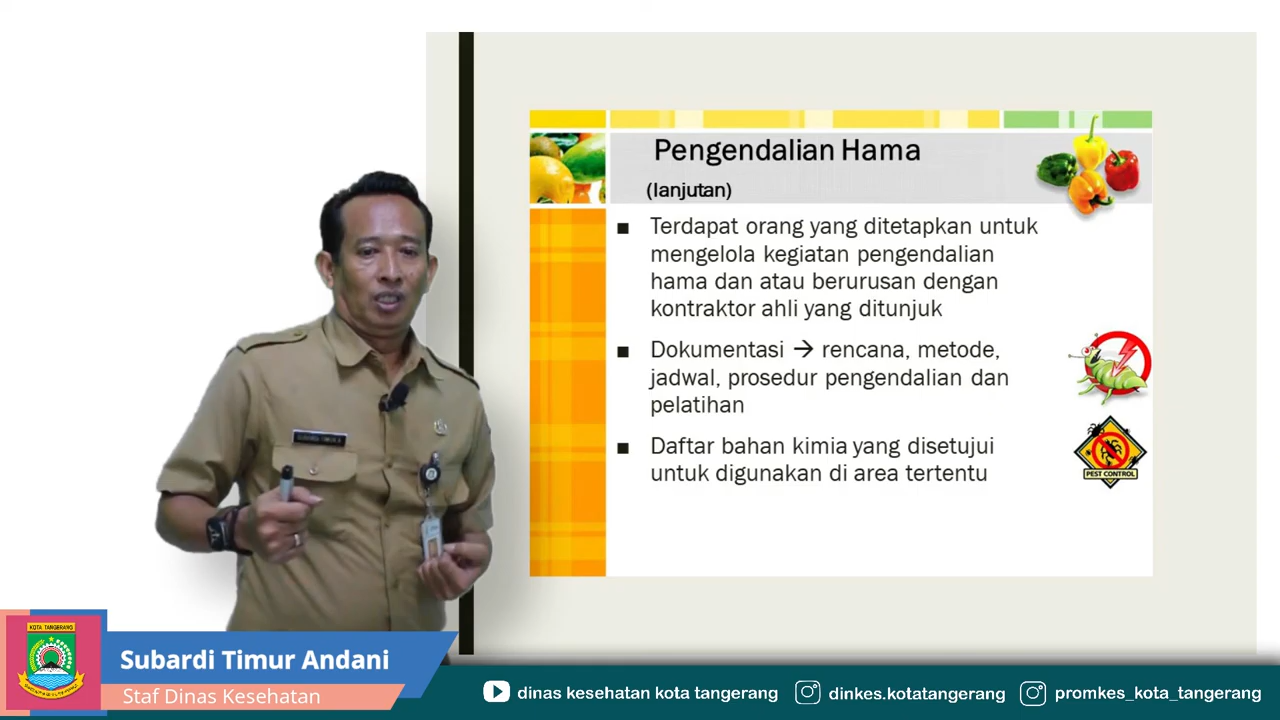 Pengendalian Hama
(lanjutan)
■ Terdapat orang yang ditetapkan untuk
mengelola kegiatan pengendalian
hama dan atau berurusan dengan
kontraktor ahli yang ditunjuk
■ Dokumentasi → rencana, metode,
jadwal, prosedur pengendalian dan
pelatihan
■ Daftar bahan kimia yang disetujui
untuk digunakan di area tertentu
PEST CONTROL
KOTA TANGERANG
Subardi Timur Andani
Staf Dinas Kesehatan
dinas kesehatan kota tangerang
dinkes.kotatangerang
promkes_kota_tangerang